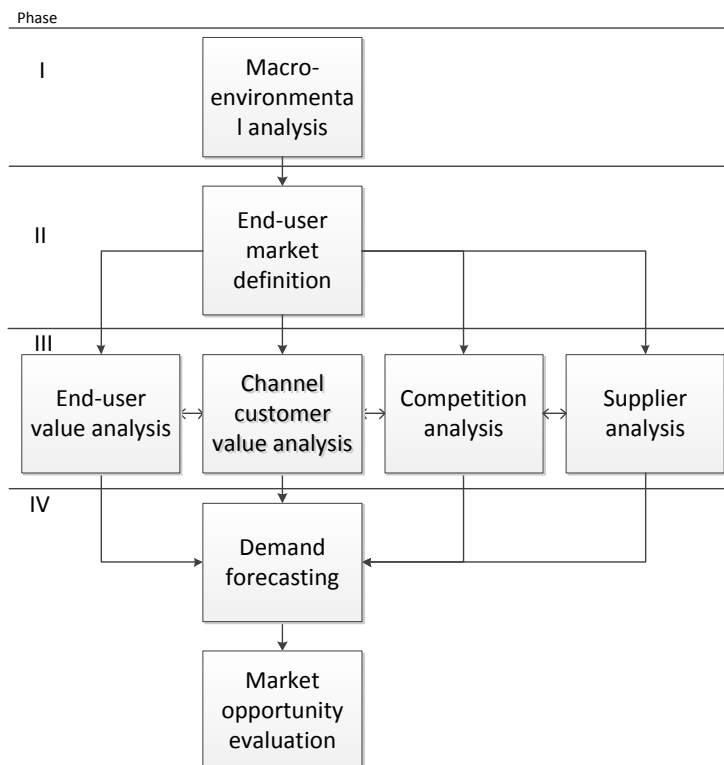 Phase
I
Macro-
environmenta
l analysis
II
End-user
market
definition
III
End-user
value analysis
Channel
customer
value analysis
Competition
analysis
Supplier
analysis
IV
Demand
forecasting
Market
opportunity
evaluation